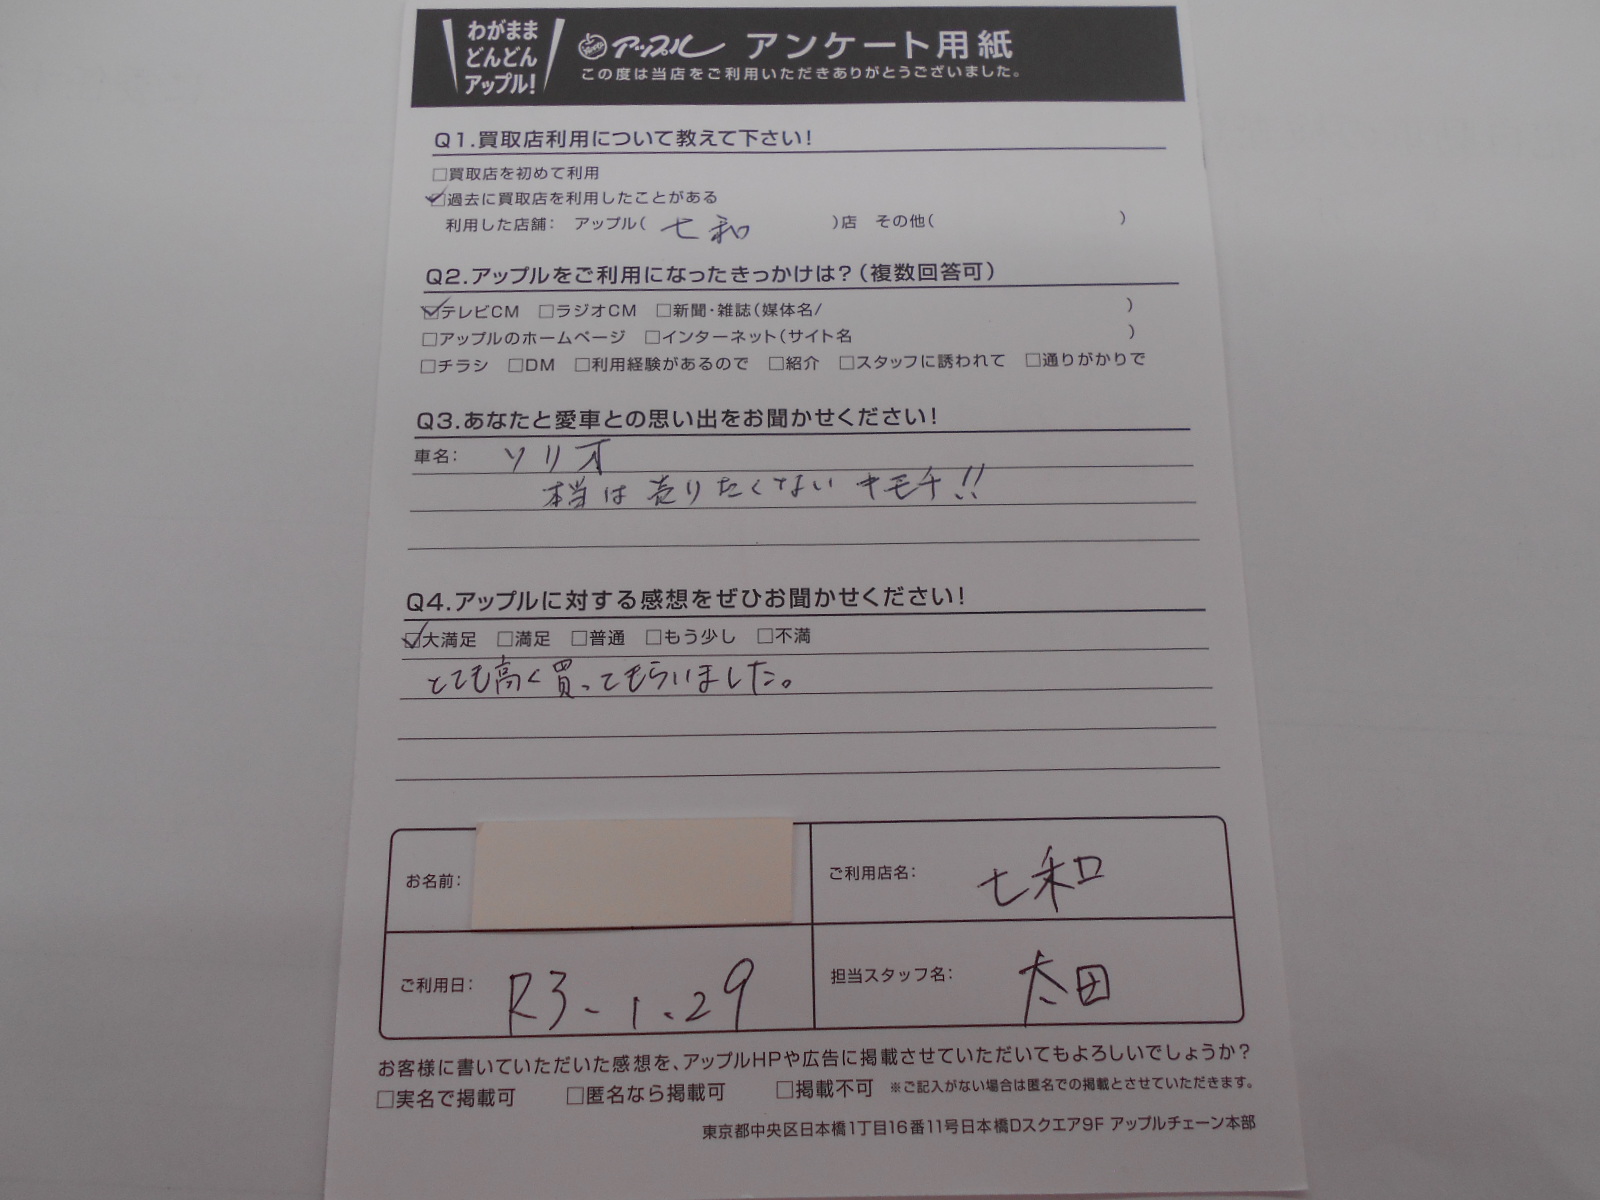 わがまま
どんどん
アップル!
アップル アンケート用紙
この度は当店をご利用いただきありがとうございました。
Q1.買取店利用について教えて下さい!
□買取店を初めて利用
☑過去に買取店を利用したことがある
利用した店舗: アップル( 七和 )店 その他( )
Q2.アップルをご利用になったきっかけは?(複数回答可)
☑テレビCM □ラジオCM □新聞・雑誌(媒体名/ )
□アップルのホームページ □インターネット(サイト名 )
□チラシ □DM □利用経験があるので □紹介 □スタッフに誘われて □通りがかりで
Q3.あなたと愛車との思い出をお聞かせください!
車名: ソリオ
本当は売りたくないキモチ!!
Q4.アップルに対する感想をぜひお聞かせください!
☑大満足 □満足 □普通 □もう少し □不満
とても高く買ってもらいました。
お名前:
ご利用店名: 七和
ご利用日: R3.1.29
担当スタッフ名: 太田
お客様に書いていただいた感想を、アップルHPや広告に掲載させていただいてもよろしいでしょうか?
□実名で掲載可 □匿名なら掲載可 □掲載不可 ※ご記入がない場合は匿名での掲載とさせていただきます。
東京都中央区日本橋1丁目16番11号日本橋Dスクエア9F アップルチェーン本部